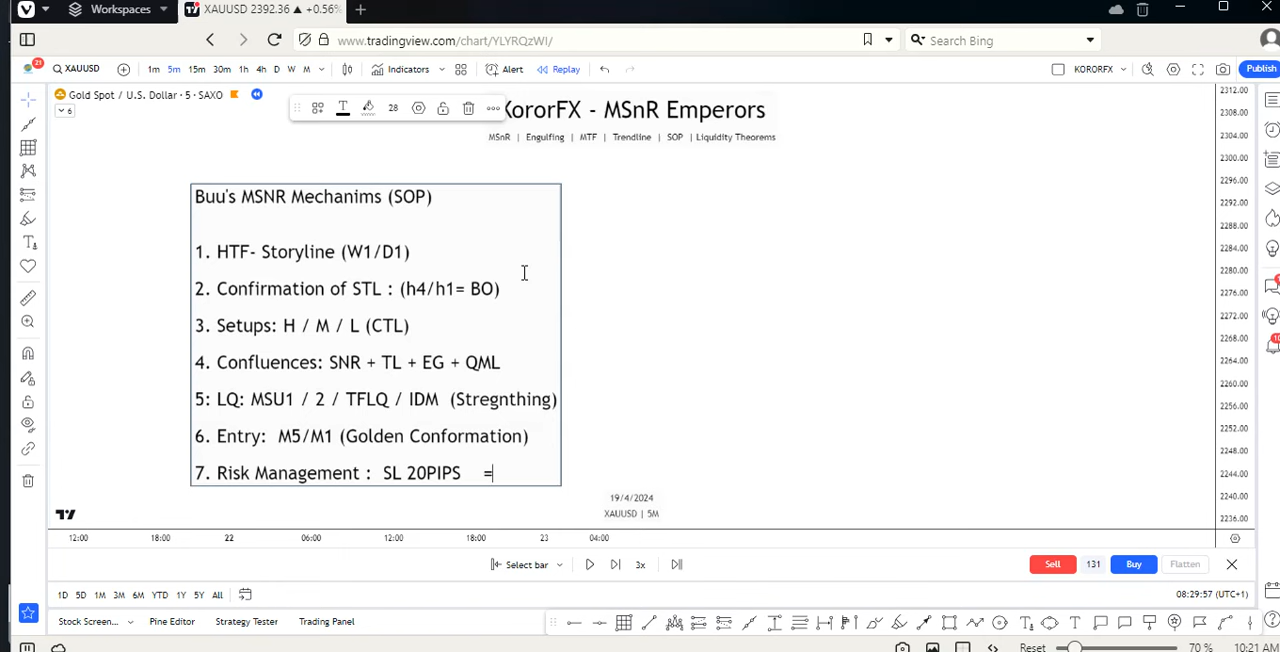 Workspaces
XAUUSD 2392.36 ▲ +0.56%
www.tradingview.com/chart/YLYRQzWI/
Search Bing
21
XAUUSD
1m 5m 15m 30m 1h 4h D W M
Indicators
Alert
Replay
KORORFX
Publish
Gold Spot / U.S. Dollar · 5 · SAXO
6
28
KororFX - MSnR Emperors
MSnR | Engulfing | MTF | Trendline | SOP | Liquidity Theorems
Buu's MSNR Mechanims (SOP)
1. HTF- Storyline (W1/D1)
2. Confirmation of STL : (h4/h1= BO)
3. Setups: H / M / L (CTL)
4. Confluences: SNR + TL + EG + QML
5: LQ: MSU1 / 2 / TFLQ / IDM (Stregnthing)
6. Entry: M5/M1 (Golden Conformation)
7. Risk Management : SL 20PIPS =
19/4/2024
XAUUSD | 5M
2312.00
2308.00
2304.00
2300.00
2296.00
2292.00
2288.00
2284.00
2280.00
2276.00
2272.00
2268.00
2264.00
2260.00
2256.00
2252.00
2248.00
2244.00
2240.00
2236.00
12:00 18:00 22 06:00 12:00 18:00 23 04:00
Select bar
3x
Sell 131 Buy Flatten
1D 5D 1M 3M 6M YTD 1Y 5Y All
08:29:57 (UTC+1)
Stock Screen... Pine Editor Strategy Tester Trading Panel
Reset
70 %
10:21 AM